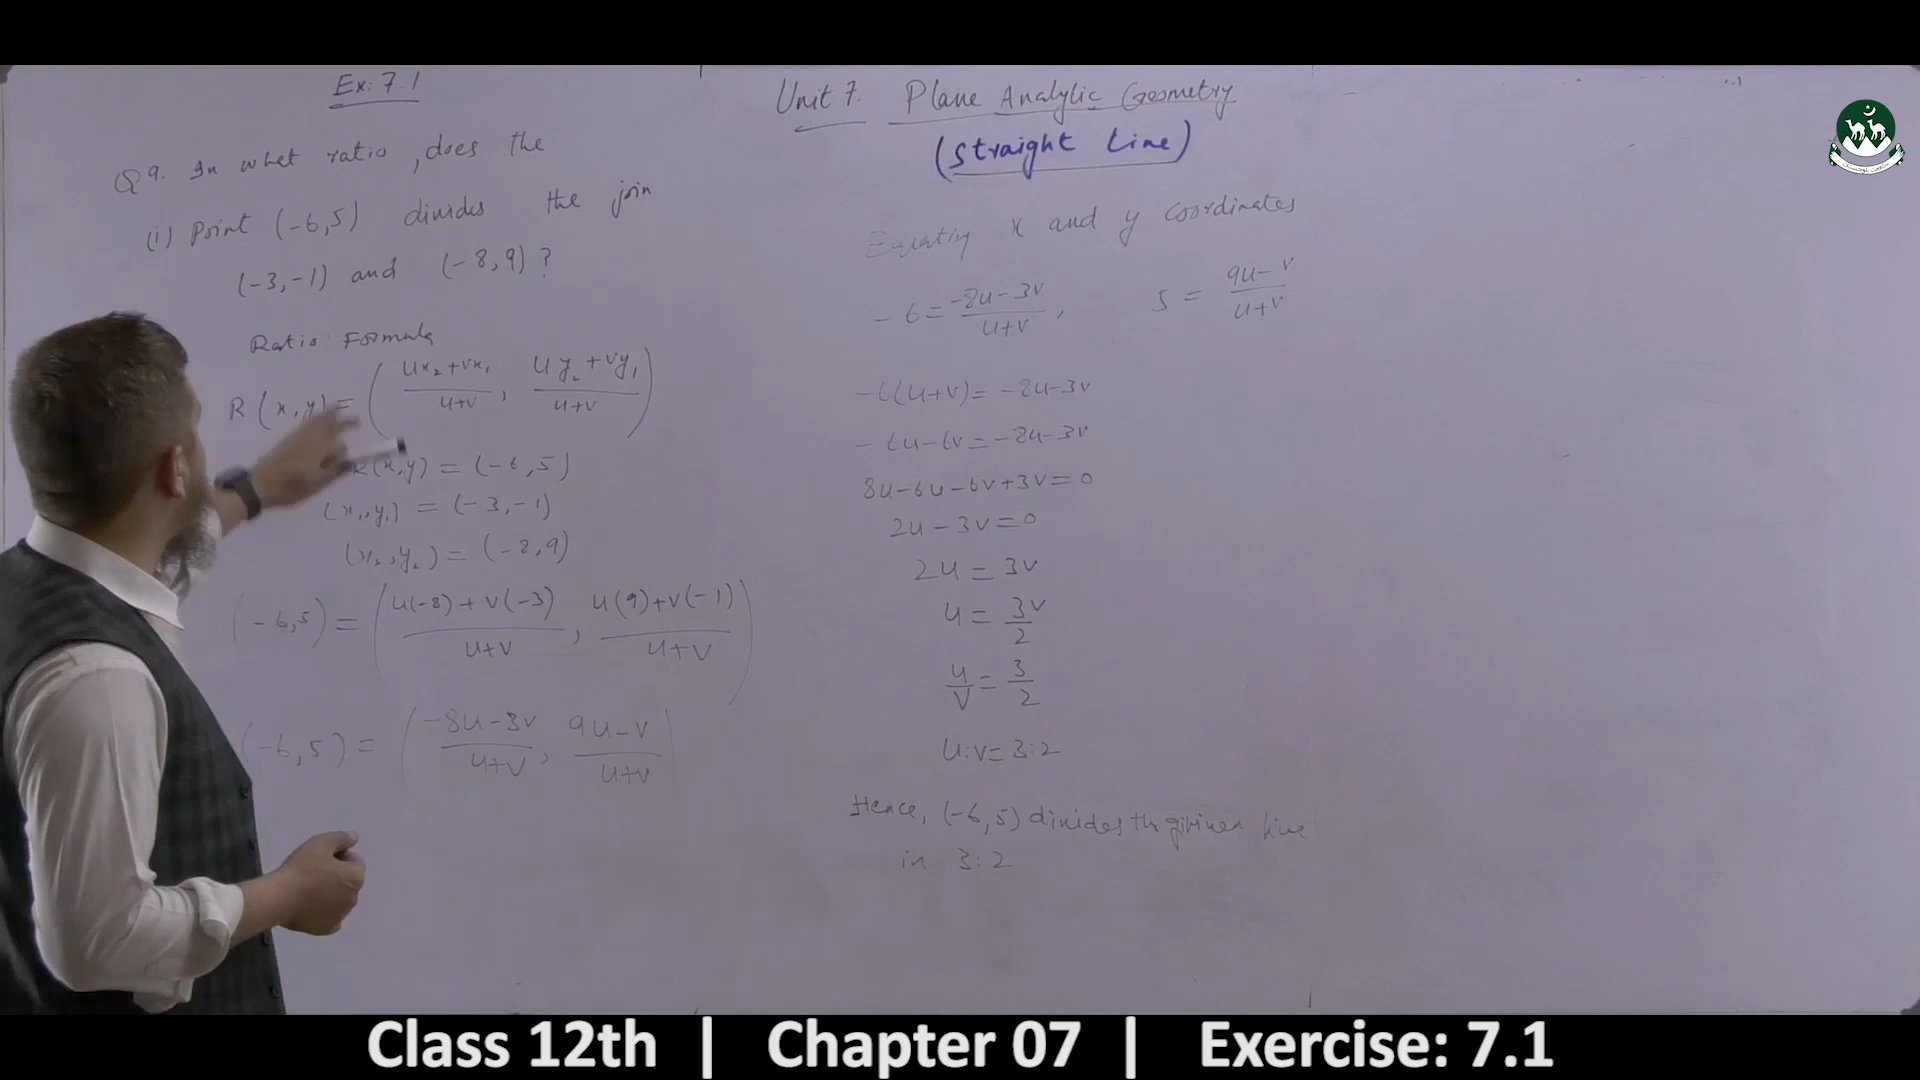 Ex: 7.1
Q9. In what ratio, does the
(i) Point (-6,5) divides the join
(-3,-1) and (-8,9)?
Ratio Formula
R(x,y) = ( ux₂+vx₁ / u+v , uy₂+vy₁ / u+v )
R(x,y) = (-6,5)
(x₁,y₁) = (-3,-1)
(x₂,y₂) = (-8,9)
(-6,5) = ( u(-8)+v(-3) / u+v , u(9)+v(-1) / u+v )
(-6,5) = ( -8u-3v / u+v , 9u-v / u+v )
Unit 7. Plane Analytic Geometry
(Straight Line)
Equating x and y coordinates
-6 = -8u-3v / u+v , 5 = 9u-v / u+v
-6(u+v) = -8u-3v
-6u-6v = -8u-3v
8u-6u-6v+3v=0
2u-3v=0
2u = 3v
u = 3v / 2
u / v = 3 / 2
u:v=3:2
Hence, (-6,5) divides th line
in 3:2
Class 12th | Chapter 07 | Exercise: 7.1